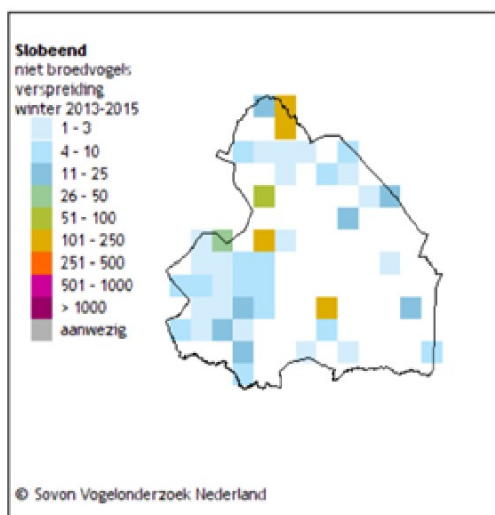 Slobeend
niet broedvogels
verspreiding
winter 2013-2015
1 - 3
4 - 10
11 - 25
26 - 50
51 - 100
101 - 250
251 - 500
501 - 1000
> 1000
aanwezig
© Sovon Vogelonderzoek Nederland